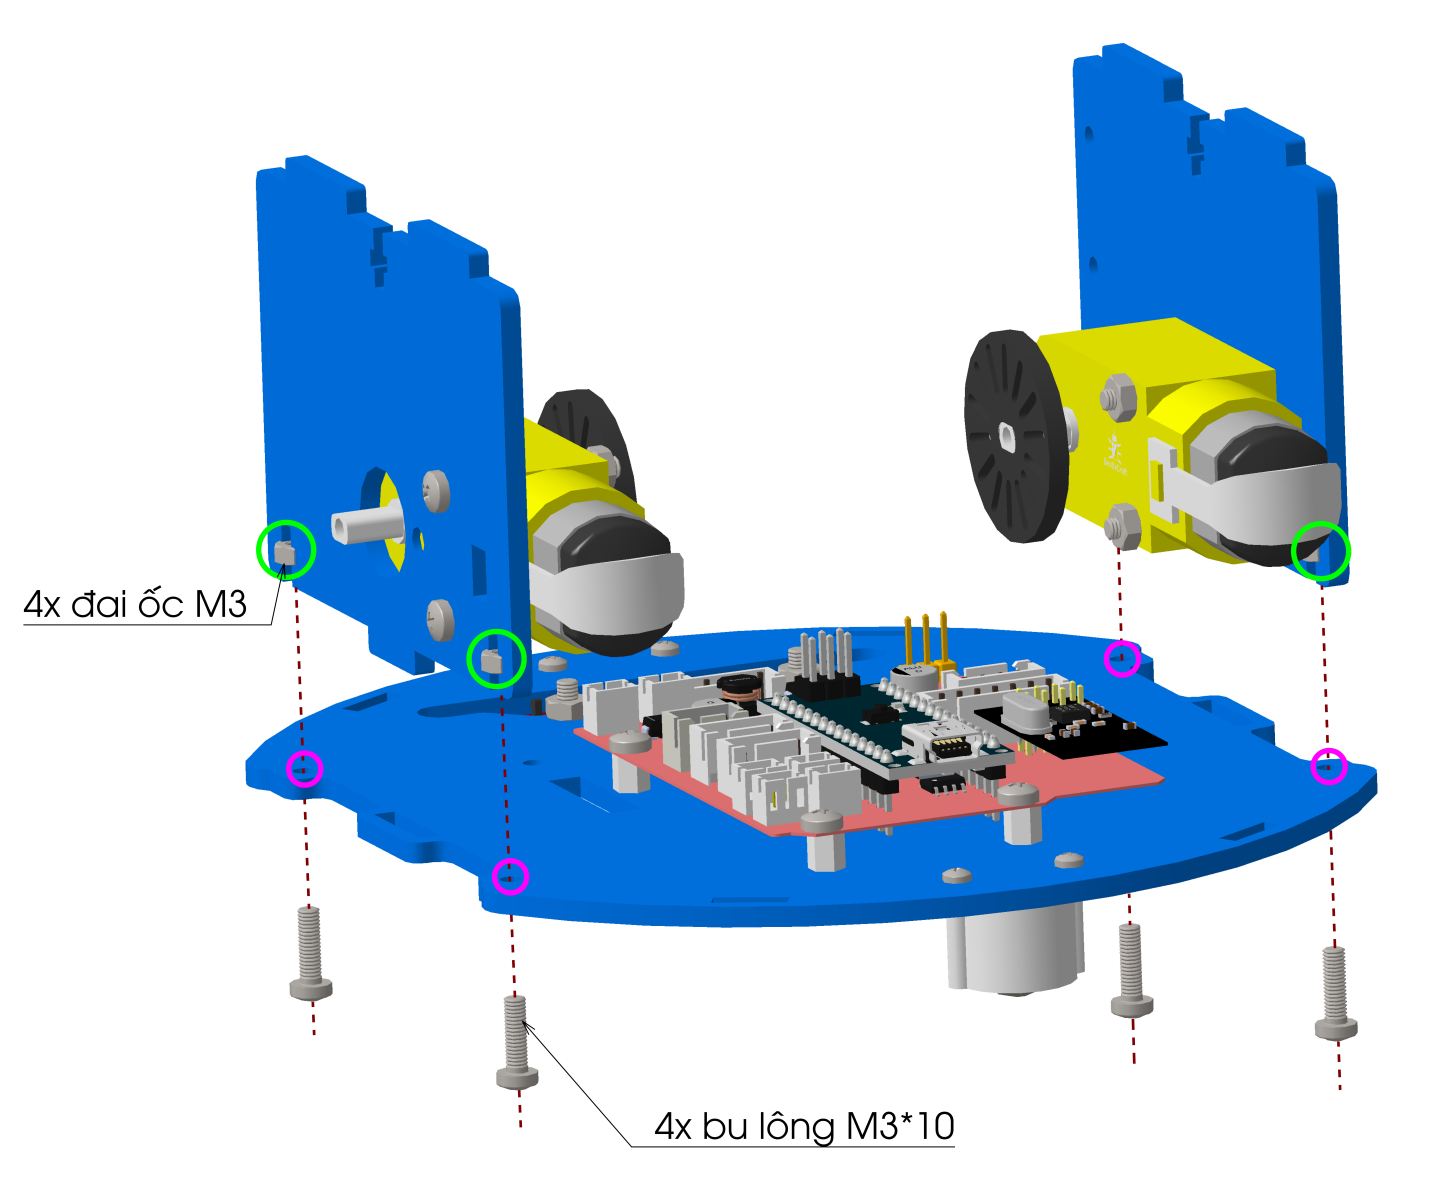 4x đai ốc M3
4x bu lông M3*10